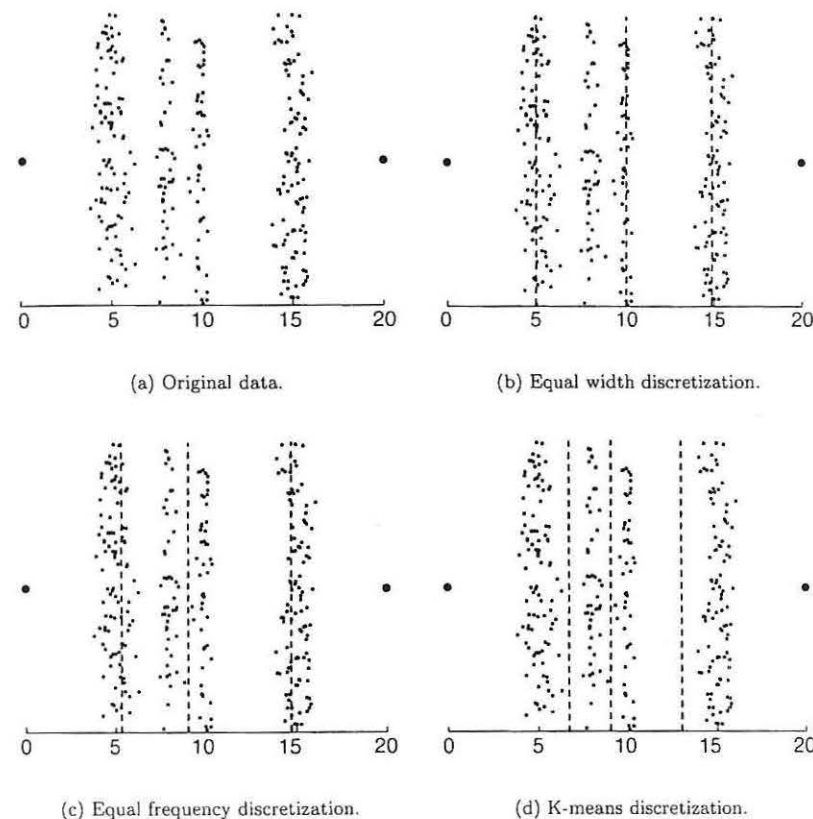 0 5 10 15 20
0 5 10 15 20
(a) Original data.
(b) Equal width discretization.
0 5 10 15 20
0 5 10 15 20
(c) Equal frequency discretization.
(d) K-means discretization.